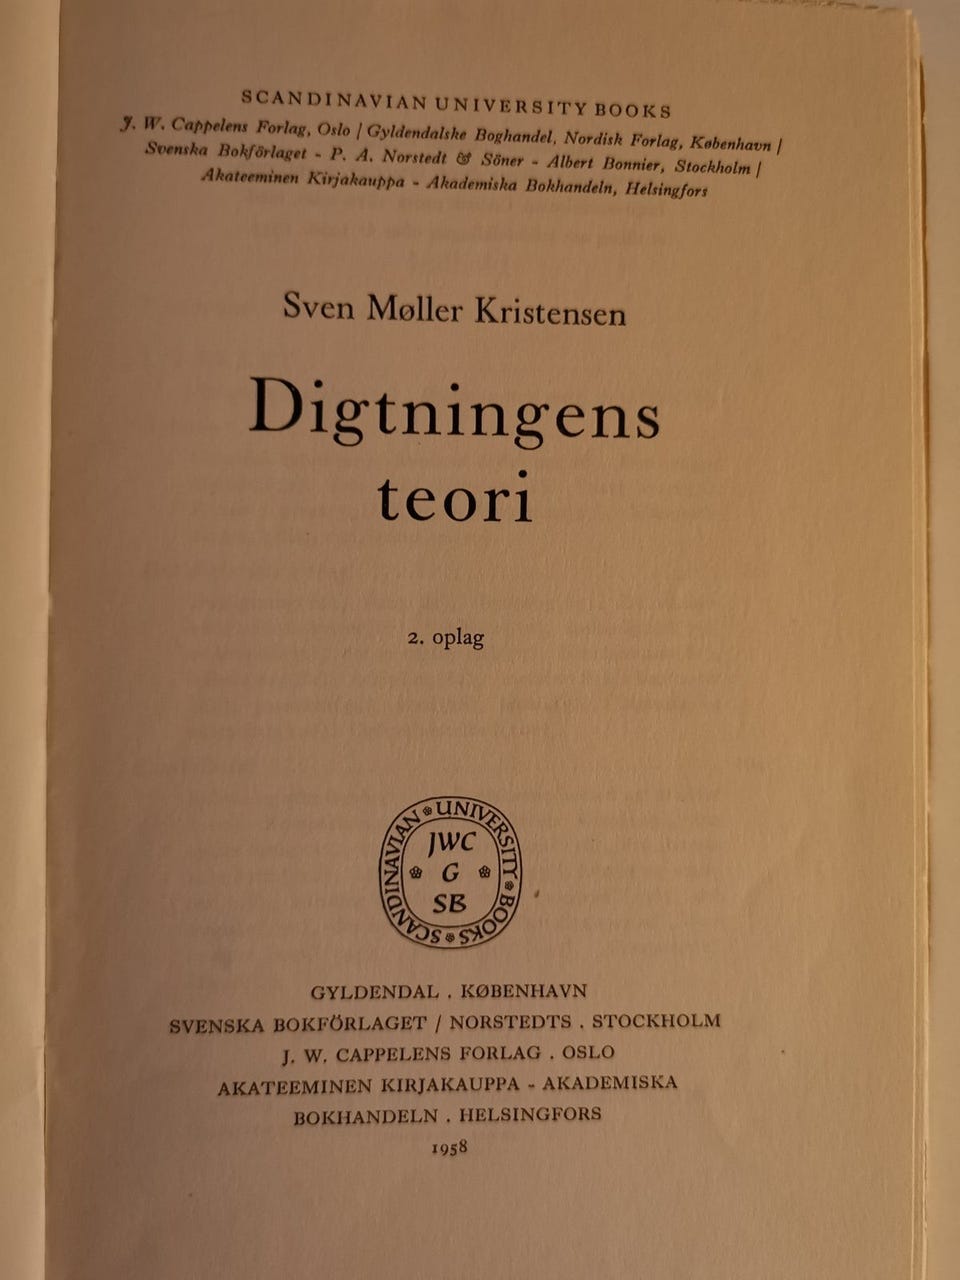 SCANDINAVIAN UNIVERSITY BOOKS
J. W. Cappelens Forlag, Oslo / Gyldendalske Boghandel, Nordisk Forlag, København /
Svenska Bokförlaget - P. A. Norstedt & Söner - Albert Bonnier, Stockholm /
Akateeminen Kirjakauppa - Akademiska Bokhandeln, Helsingfors
Sven Møller Kristensen
Digtningens
teori
2. oplag
SCANDINAVIAN UNIVERSITY BOOKS
JWC
G
SB
GYLDENDAL . KØBENHAVN
SVENSKA BOKFÖRLAGET / NORSTEDTS . STOCKHOLM
J. W. CAPPELENS FORLAG . OSLO
AKATEEMINEN KIRJAKAUPPA - AKADEMISKA
BOKHANDELN . HELSINGFORS
1958